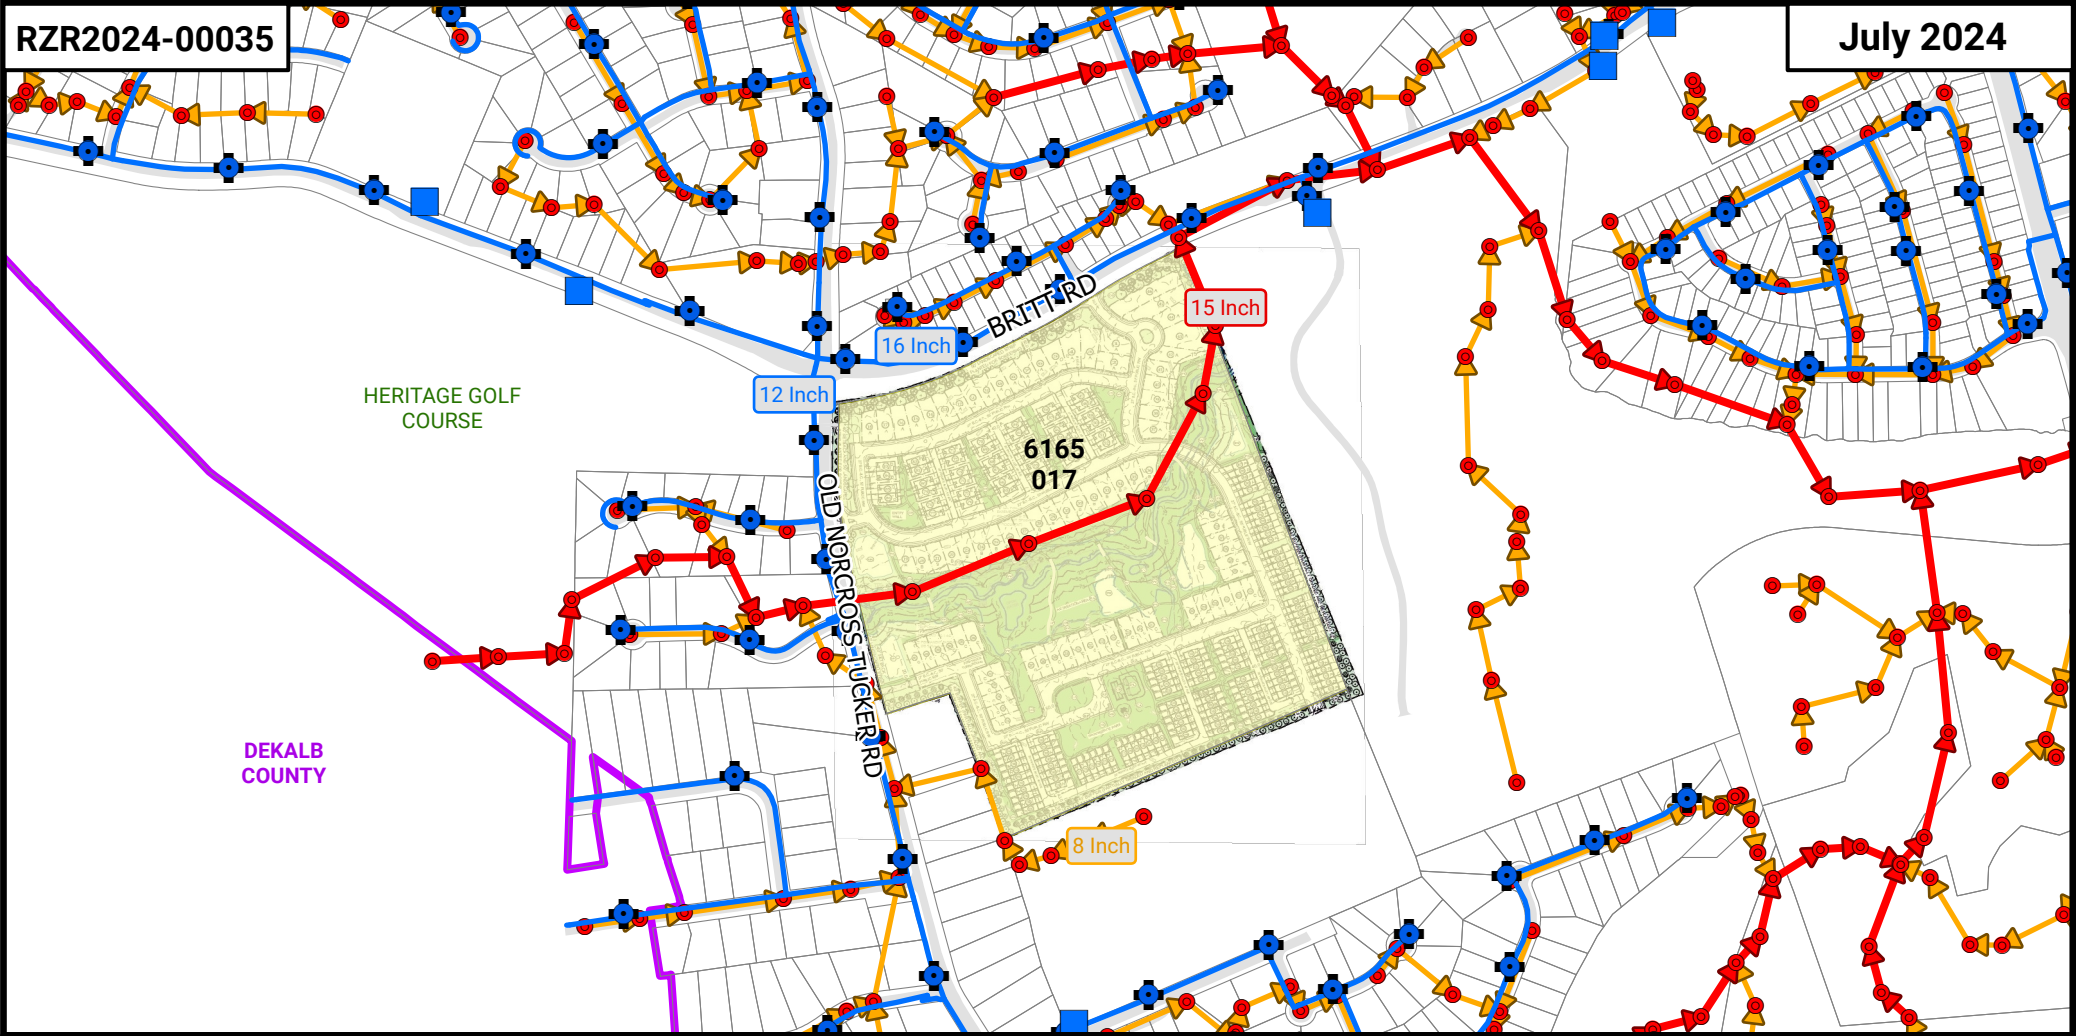 RZR2024-00035
July 2024
15 Inch
BRITT RD
16 Inch
12 Inch
HERITAGE GOLF
COURSE
6165
017
OLD NORCROSS TUCKER RD
DEKALB
COUNTY
8 Inch